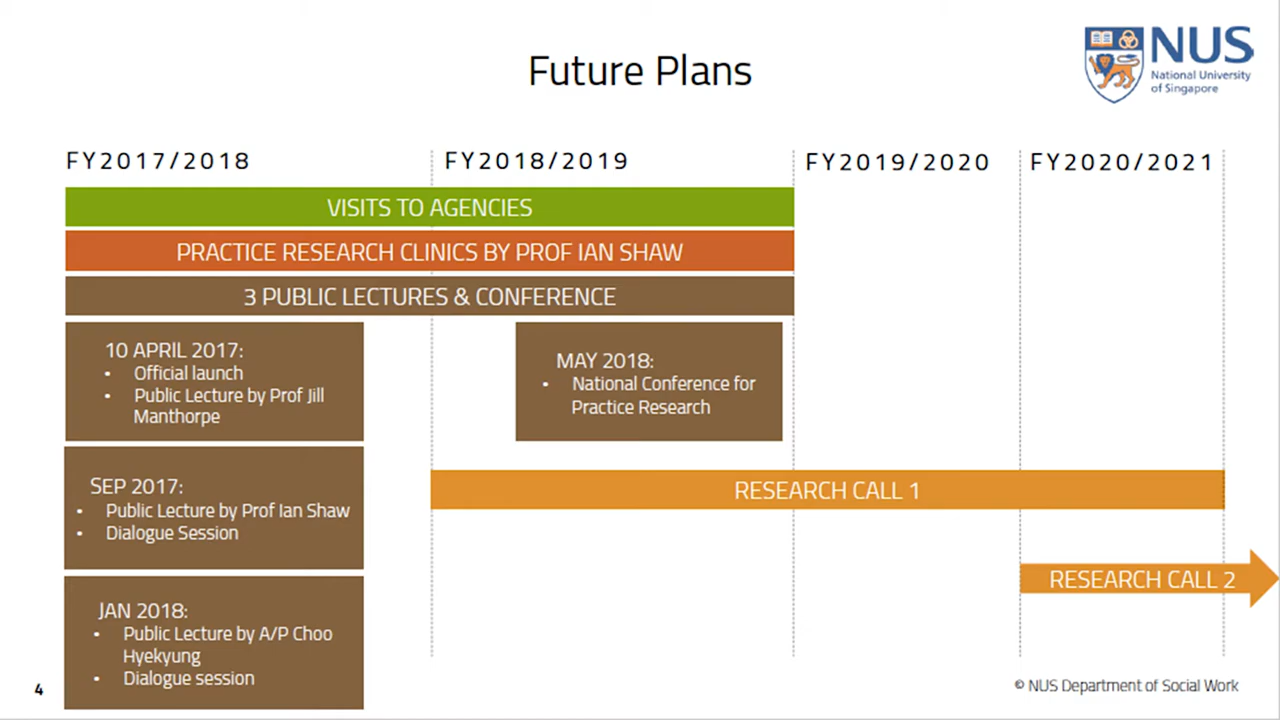 Future Plans
NUS
National University
of Singapore
FY2017/2018
FY2018/2019
FY2019/2020
FY2020/2021
VISITS TO AGENCIES
PRACTICE RESEARCH CLINICS BY PROF IAN SHAW
3 PUBLIC LECTURES & CONFERENCE
10 APRIL 2017:
• Official launch
• Public Lecture by Prof Jill
Manthorpe
MAY 2018:
• National Conference for
Practice Research
SEP 2017:
• Public Lecture by Prof Ian Shaw
• Dialogue Session
RESEARCH CALL 1
RESEARCH CALL 2
JAN 2018:
• Public Lecture by A/P Choo
Hyekyung
• Dialogue session
4
© NUS Department of Social Work